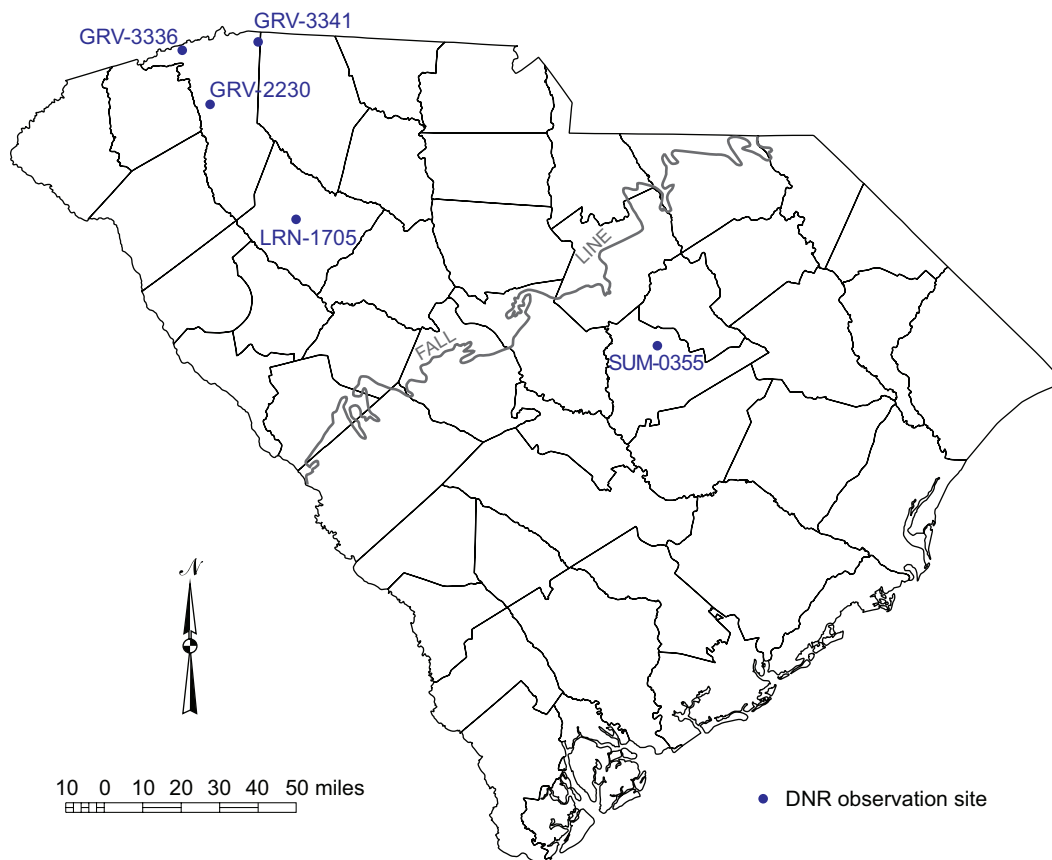 GRV-3341
GRV-3336
GRV-2230
LRN-1705
LINE
FALL
SUM-0355
N
10 0 10 20 30 40 50 miles
DNR observation site